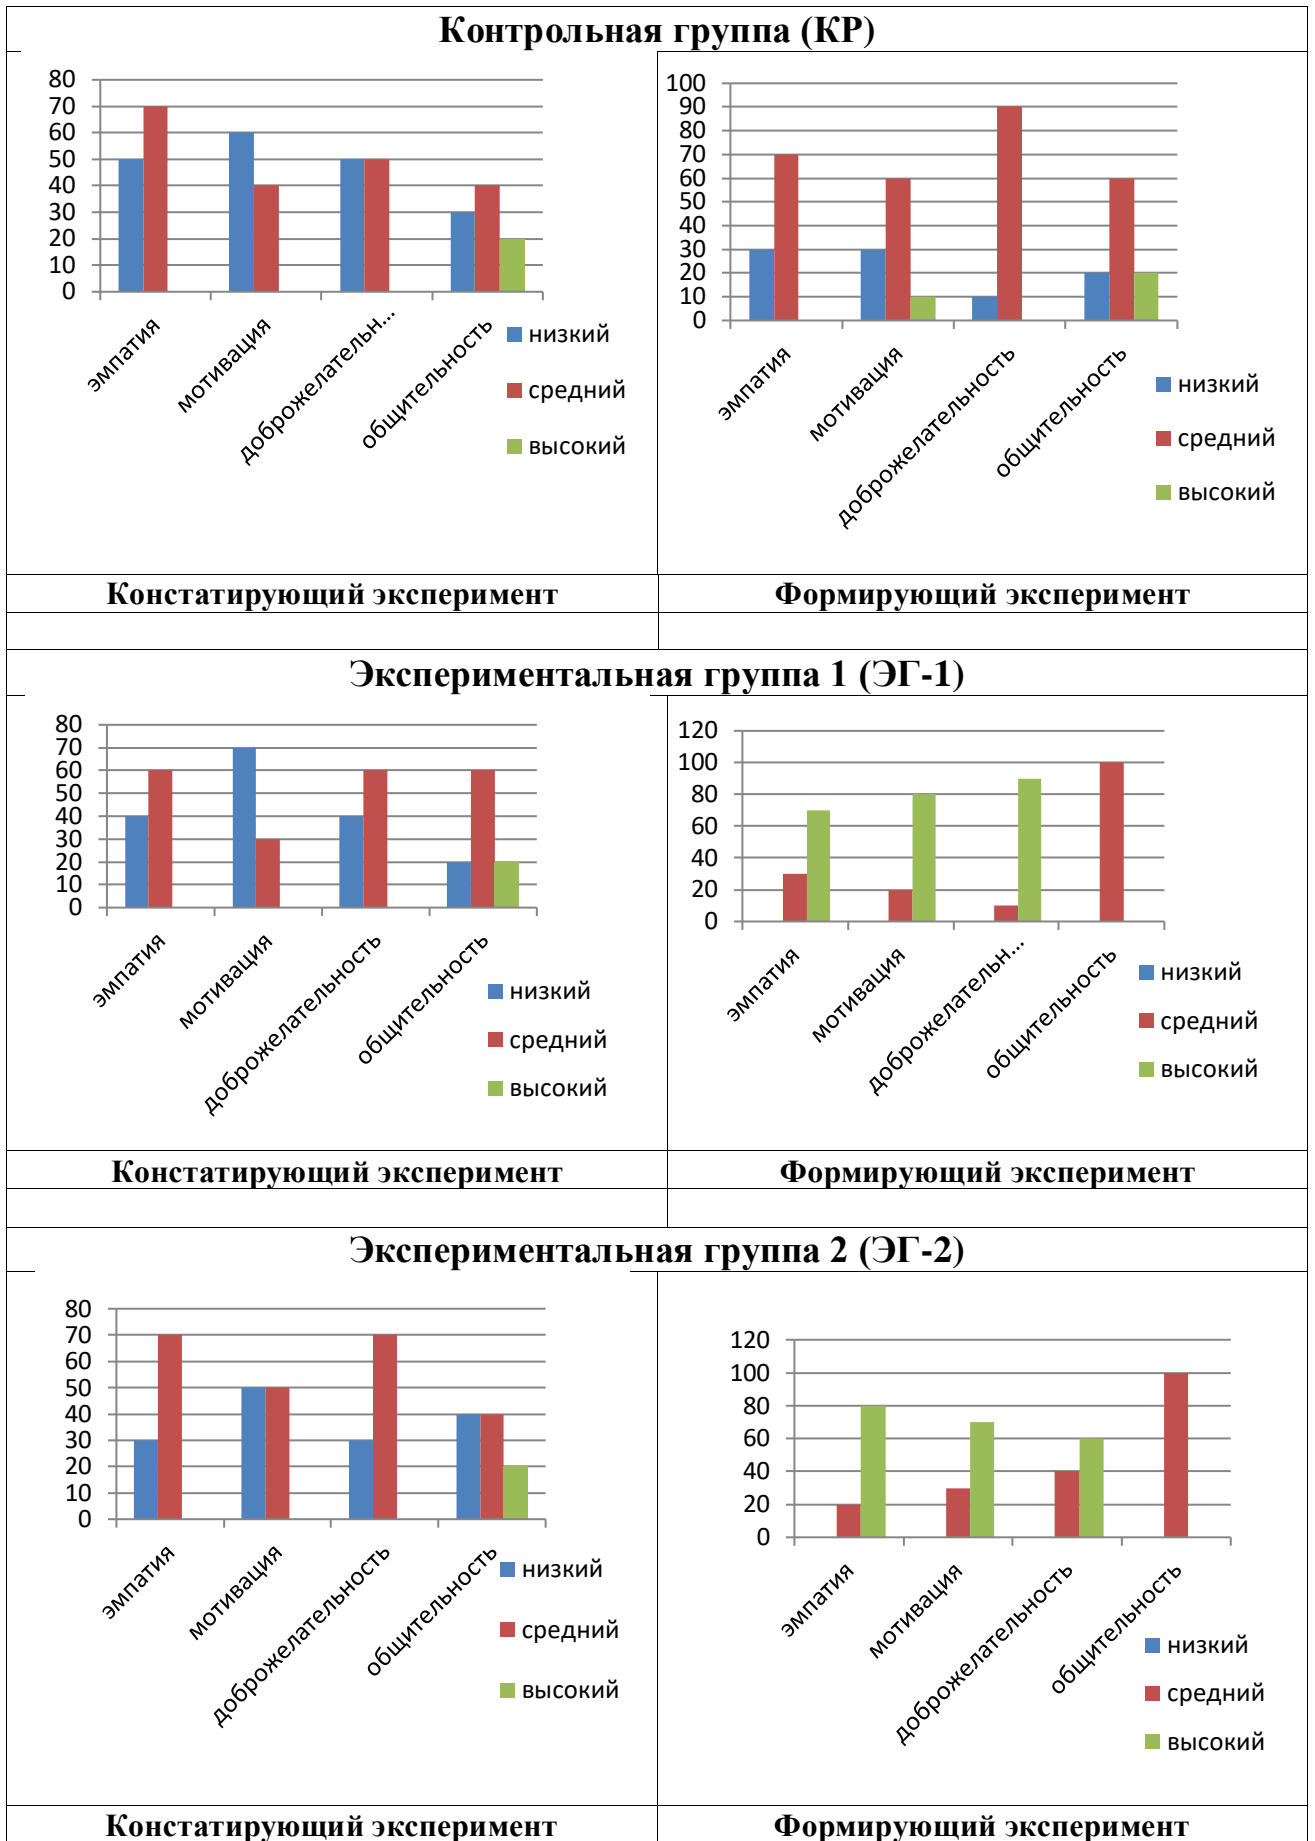 Контрольная группа (КР)
80
70
60
50
40
30
20
10
0
эмпатия
мотивация
доброжелательн...
общительность
низкий
средний
высокий
100
90
80
70
60
50
40
30
20
10
0
эмпатия
мотивация
доброжелательность
общительность
низкий
средний
высокий
Констатирующий эксперимент
Формирующий эксперимент
Экспериментальная группа 1 (ЭГ-1)
80
70
60
50
40
30
20
10
0
эмпатия
мотивация
доброжелательность
общительность
низкий
средний
высокий
120
100
80
60
40
20
0
эмпатия
мотивация
доброжелательн...
общительность
низкий
средний
высокий
Констатирующий эксперимент
Формирующий эксперимент
Экспериментальная группа 2 (ЭГ-2)
80
70
60
50
40
30
20
10
0
эмпатия
мотивация
доброжелательность
общительность
низкий
средний
высокий
120
100
80
60
40
20
0
эмпатия
мотивация
доброжелательность
общительность
низкий
средний
высокий
Констатирующий эксперимент
Формирующий эксперимент